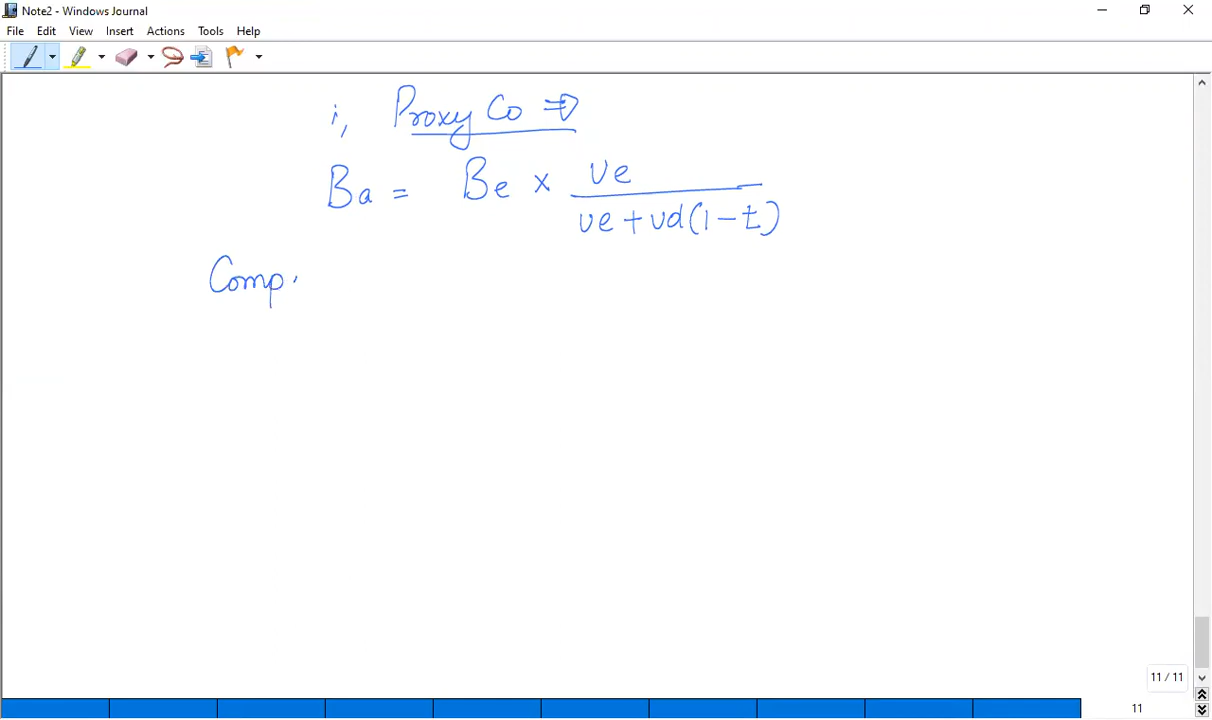 Note2 - Windows Journal
File Edit View Insert Actions Tools Help
i, Proxy Co ⇒
Ba = Be × ve
ve + vd (1 - t)
Comp.
11 / 11
11